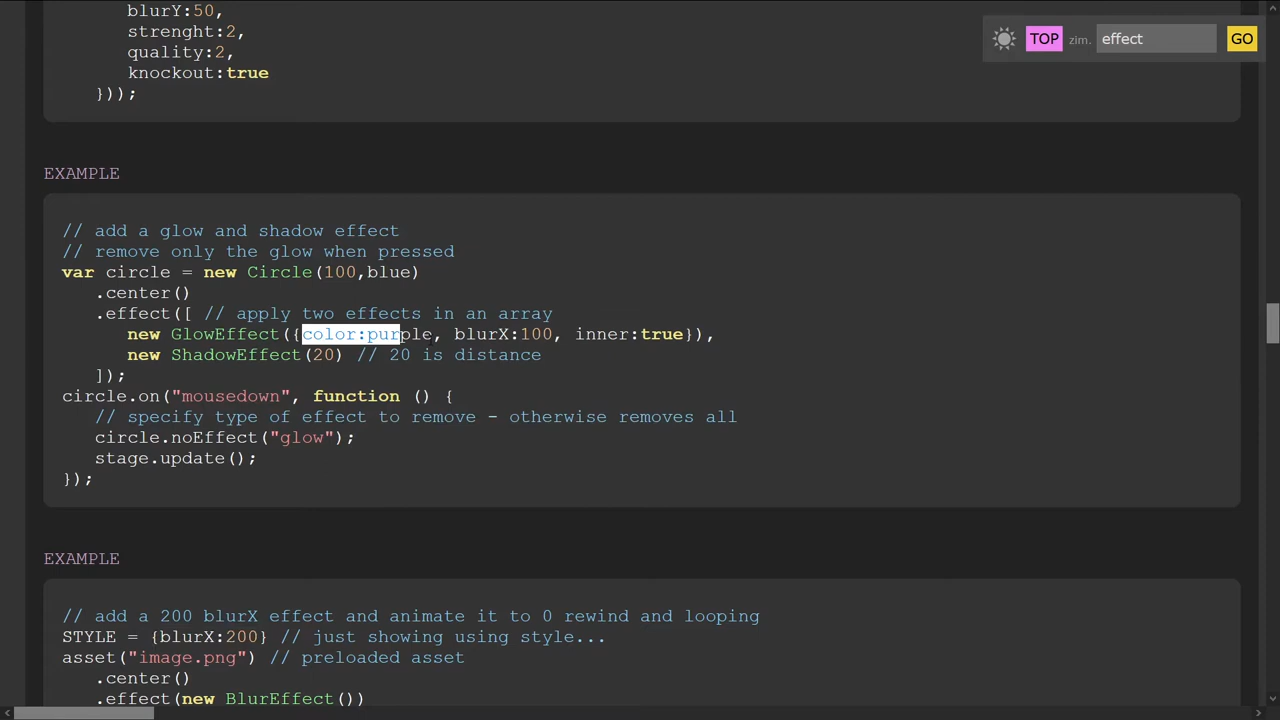 blurY:50,
strenght:2,
quality:2,
knockout:true
}));
TOP zim. effect GO
EXAMPLE
// add a glow and shadow effect
// remove only the glow when pressed
var circle = new Circle(100,blue)
.center()
.effect([ // apply two effects in an array
new GlowEffect({color:purple, blurX:100, inner:true}),
new ShadowEffect(20) // 20 is distance
]);
circle.on("mousedown", function () {
// specify type of effect to remove - otherwise removes all
circle.noEffect("glow");
stage.update();
});
EXAMPLE
// add a 200 blurX effect and animate it to 0 rewind and looping
STYLE = {blurX:200} // just showing using style...
asset("image.png") // preloaded asset
.center()
.effect(new BlurEffect())